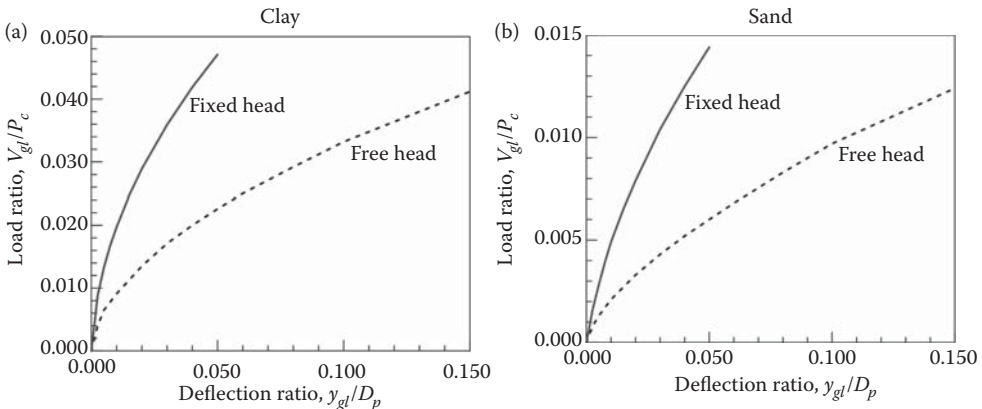 Clay
(a)
0.050
0.040
0.030
0.020
0.010
0.000
Load ratio, V_gl/P_c
Fixed head
Free head
0.000 0.050 0.100 0.150
Deflection ratio, y_gl/D_p
Sand
(b)
0.015
0.010
0.005
0.000
Load ratio, V_gl/P_c
Fixed head
Free head
0.000 0.050 0.100 0.150
Deflection ratio, y_gl/D_p